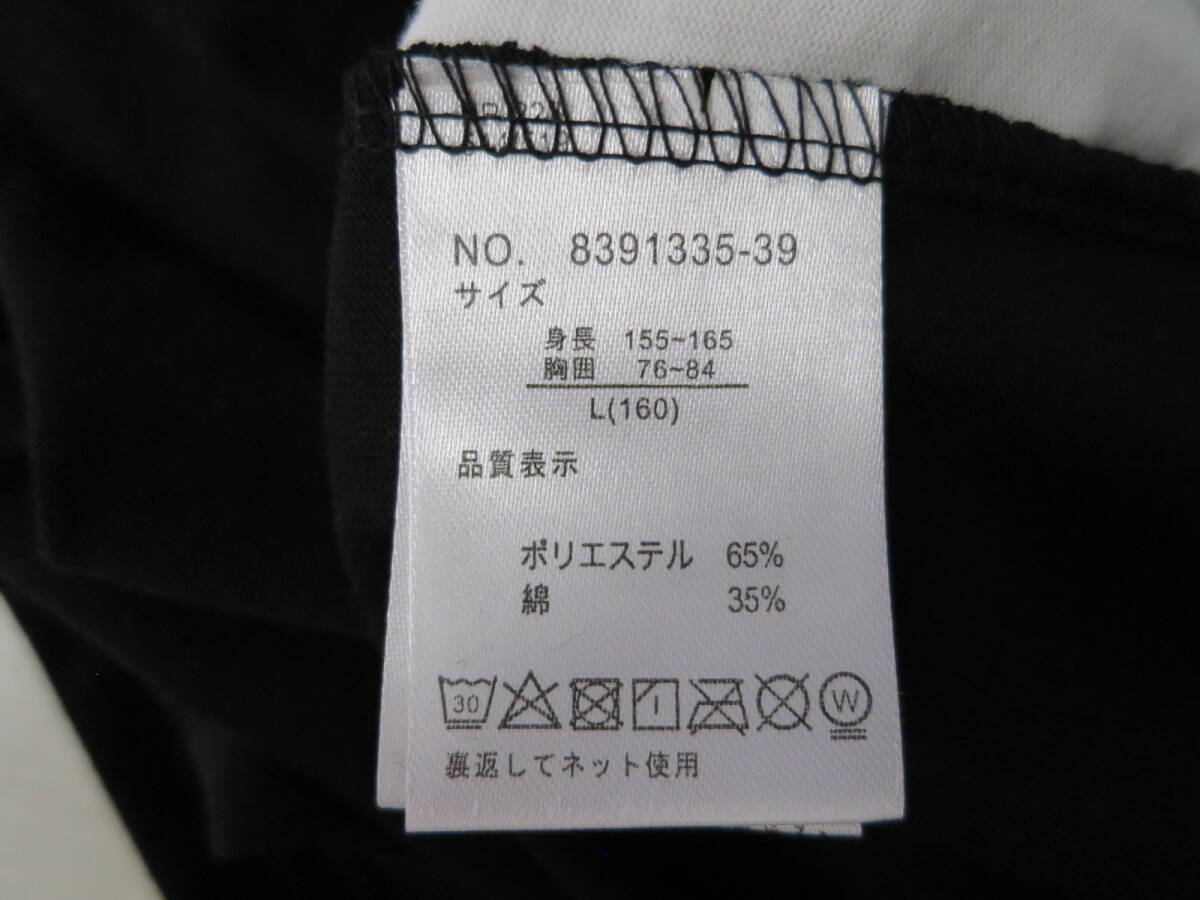 NO. 8391335-39
サイズ
身長 155~165
胸囲 76~84
L(160)
品質表示
ポリエステル 65%
綿 35%
30
W
裏返してネット使用